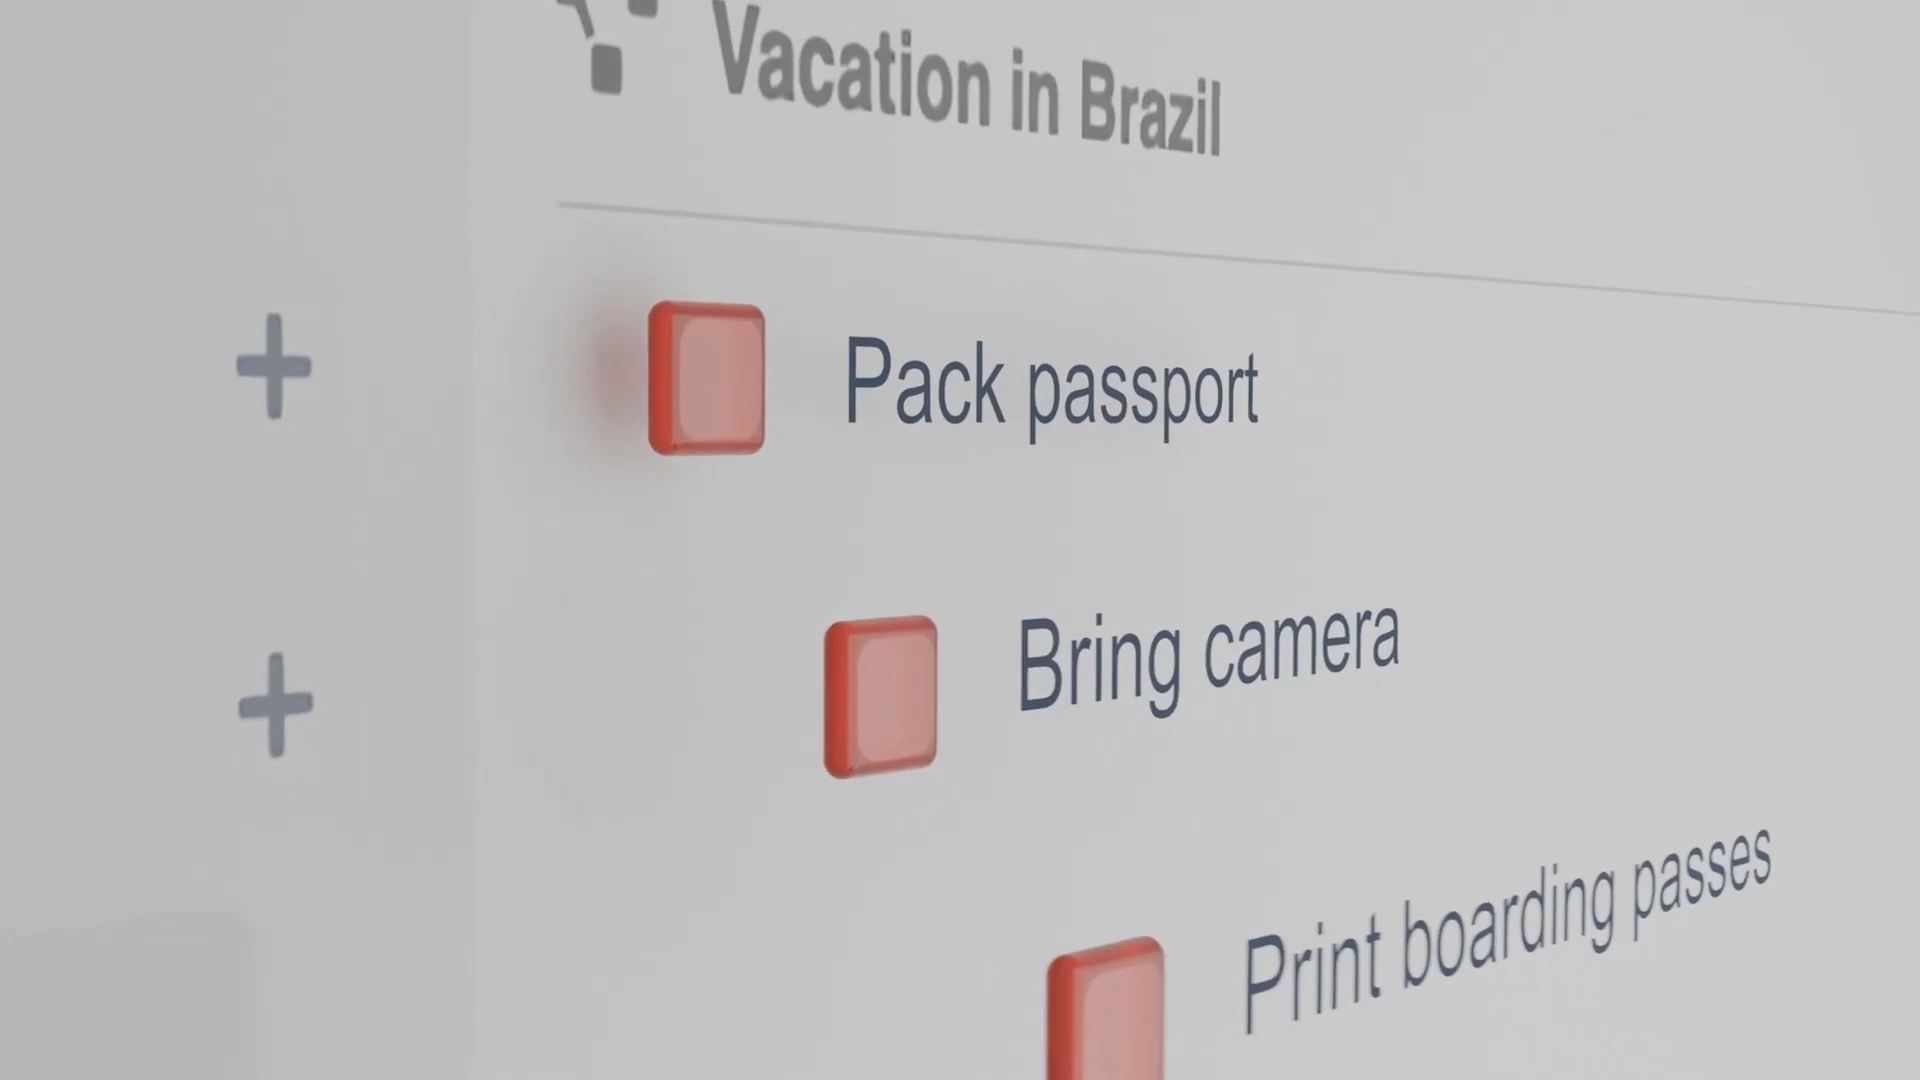 Vacation in Brazil
Pack passport
Bring camera
Print boarding passes